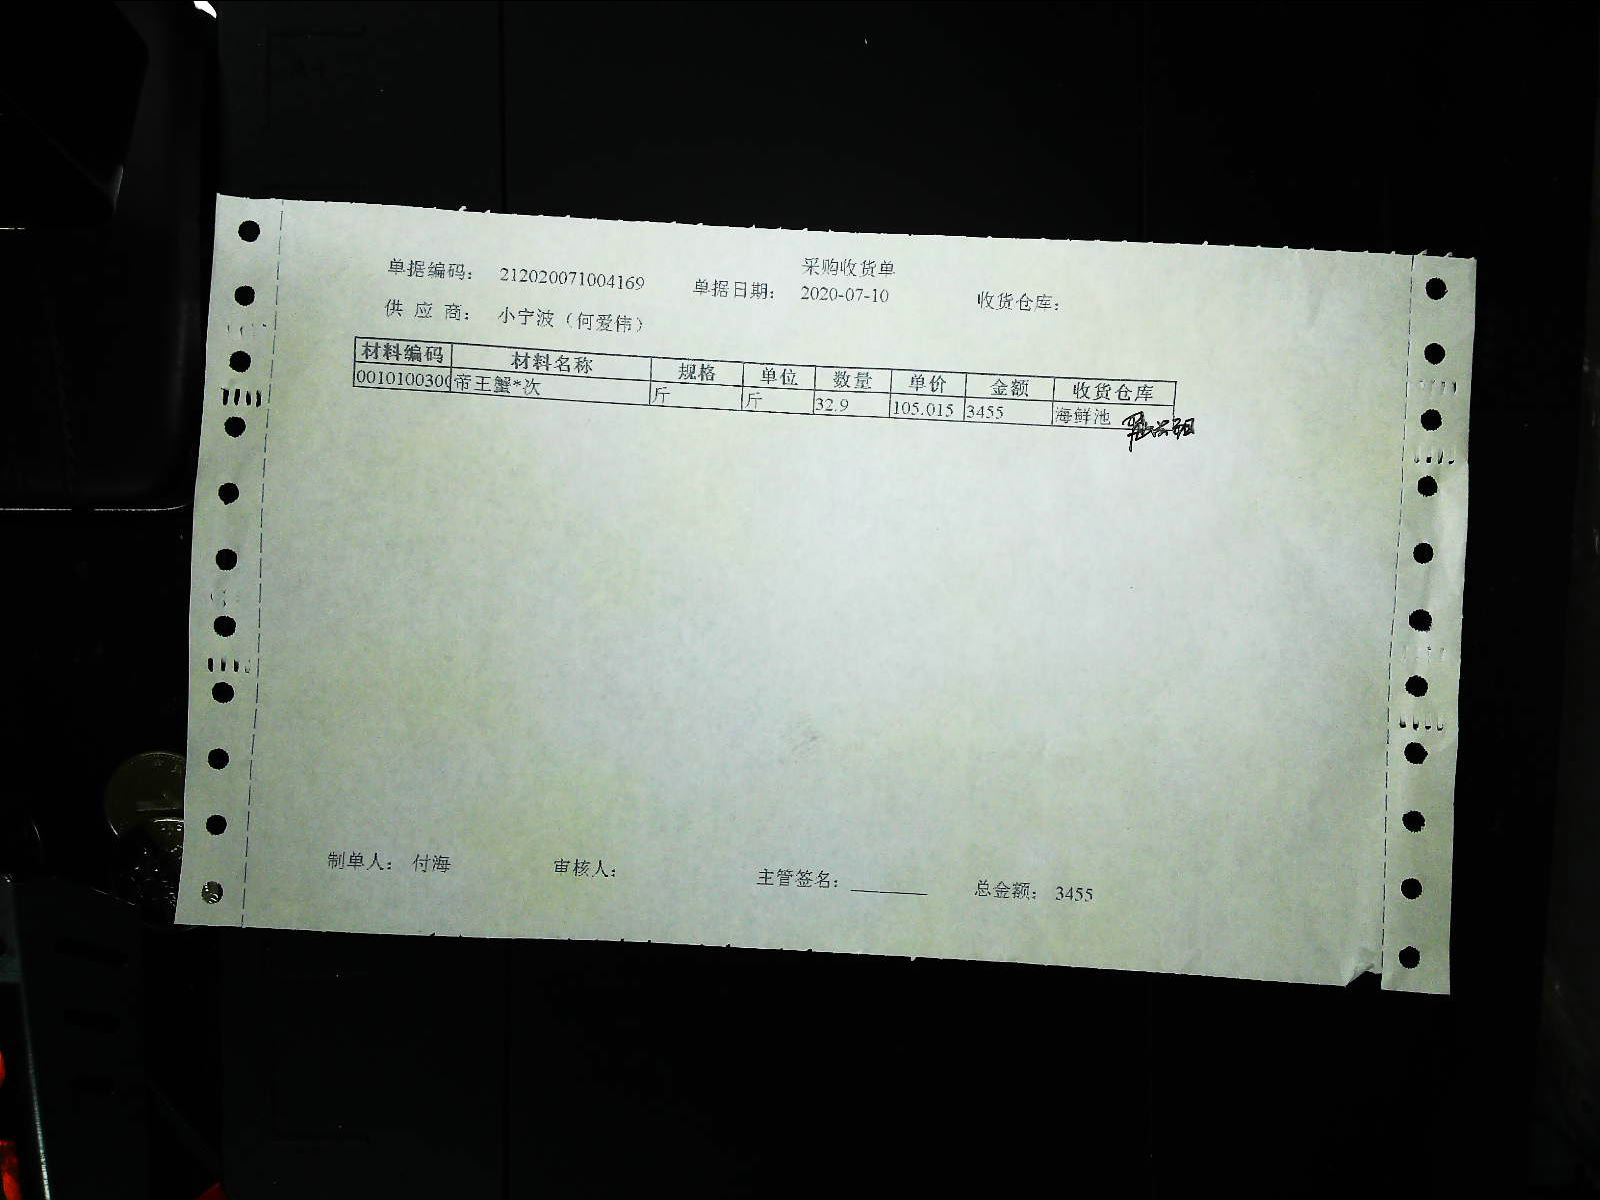 采购收货单
单据编码： 212020071004169 单据日期： 2020-07-10 收货仓库：
供 应 商： 小宁波（何爱伟）
材料编码 材料名称 规格 单位 数量 单价 金额 收货仓库
0010100300 帝王蟹*次 斤 斤 32.9 105.015 3455 海鲜池
制单人： 付海 审核人： 主管签名：________ 总金额： 3455